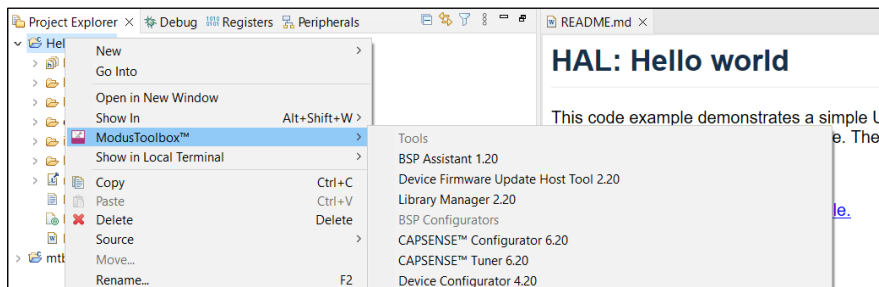 Project Explorer
Debug
Registers
Peripherals
README.md
Hel
New
Go Into
Open in New Window
Show In Alt+Shift+W
ModusToolbox™
Show in Local Terminal
Copy Ctrl+C
Paste Ctrl+V
Delete Delete
Source
Move...
Rename... F2
mtb
Tools
BSP Assistant 1.20
Device Firmware Update Host Tool 2.20
Library Manager 2.20
BSP Configurators
CAPSENSE™ Configurator 6.20
CAPSENSE™ Tuner 6.20
Device Configurator 4.20
HAL: Hello world
This code example demonstrates a simple U
e. The
le.